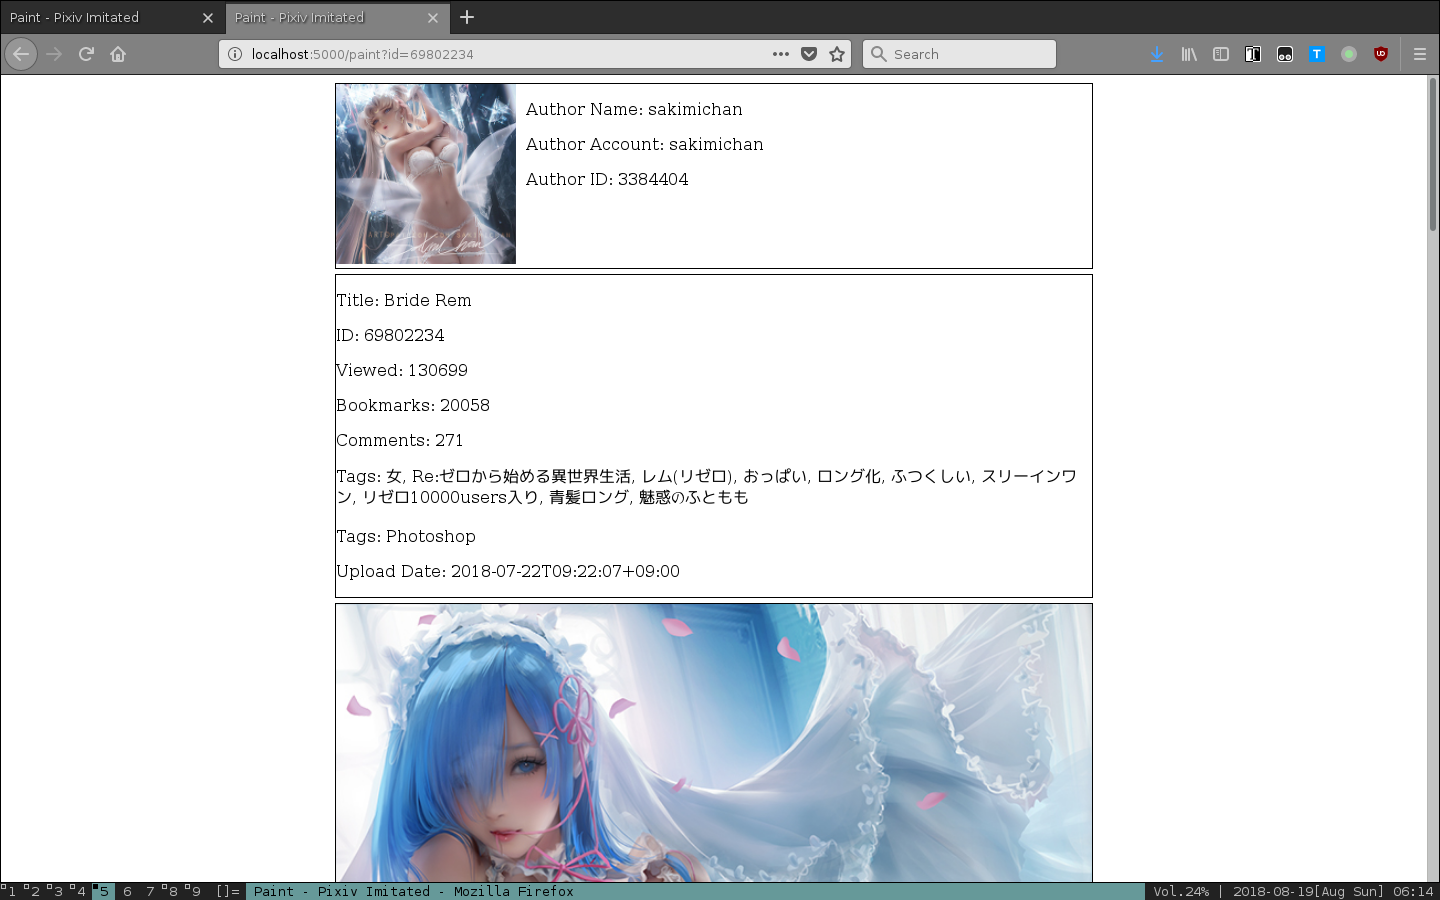 Paint - Pixiv Imitated
Paint - Pixiv Imitated
localhost:5000/paint?id=69802234
Search
Author Name: sakimichan
Author Account: sakimichan
Author ID: 3384404
Title: Bride Rem
ID: 69802234
Viewed: 130699
Bookmarks: 20058
Comments: 271
Tags: 女, Re:ゼロから始める異世界生活, レム(リゼロ), おっぱい, ロング化, ふつくしい, スリーインワ
ン, リゼロ10000users入り, 青髪ロング, 魅惑のふともも
Tags: Photoshop
Upload Date: 2018-07-22T09:22:07+09:00
1 2 3 4 5 6 7 8 9 []= Paint - Pixiv Imitated - Mozilla Firefox Vol.24% | 2018-08-19[Aug Sun] 06:14